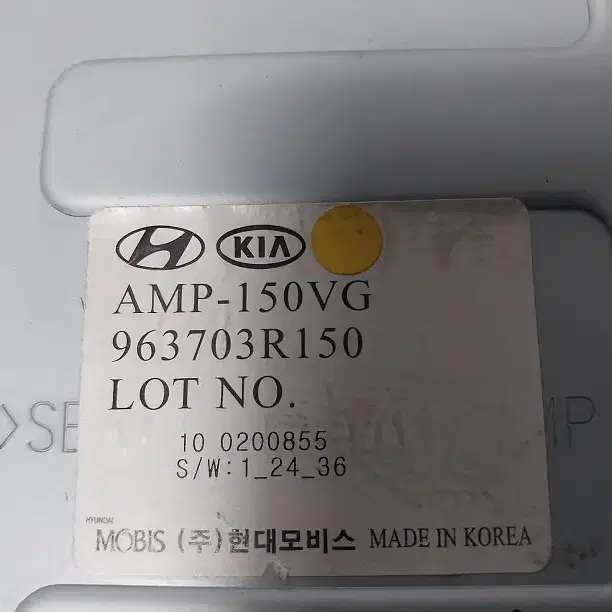 KIA
AMP-150VG
963703R150
LOT NO.
10 0200855
S/W:1_24_36
HYUNDAI
MOBIS (주)현대모비스 MADE IN KOREA